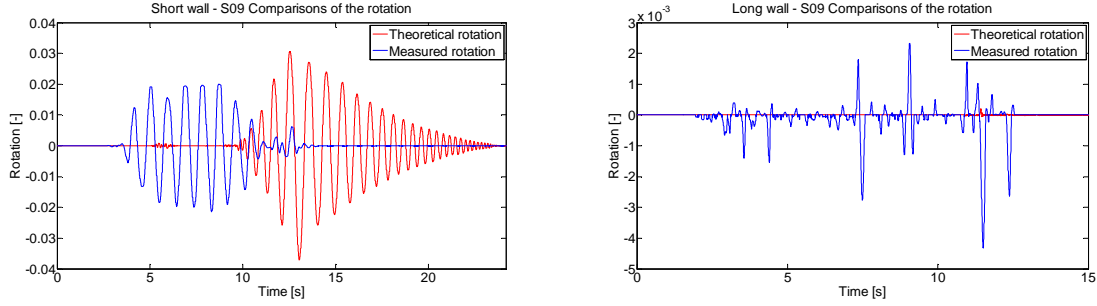 Short wall - S09 Comparisons of the rotation
Theoretical rotation
Measured rotation
0.04
0.03
0.02
0.01
0
-0.01
-0.02
-0.03
-0.04
Rotation [-]
0 5 10 15 20
Time [s]
Long wall - S09 Comparisons of the rotation
x 10^-3
Theoretical rotation
Measured rotation
3
2
1
0
-1
-2
-3
-4
-5
Rotation [-]
0 5 10 15
Time [s]